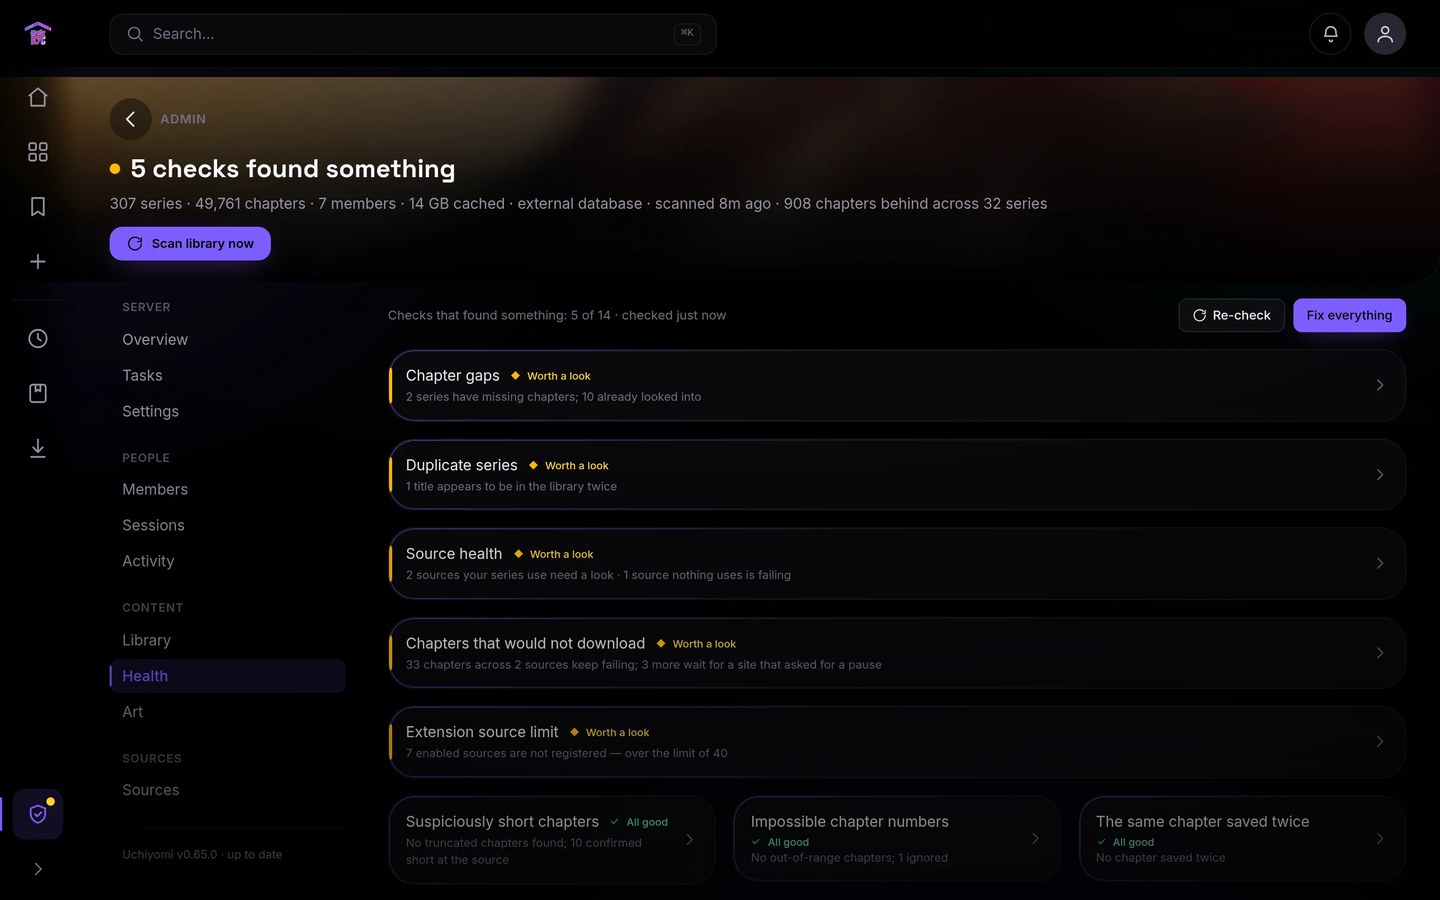 読
Search...
⌘K
ADMIN
5 checks found something
307 series · 49,761 chapters · 7 members · 14 GB cached · external database · scanned 8m ago · 908 chapters behind across 32 series
Scan library now
SERVER
Overview
Tasks
Settings
PEOPLE
Members
Sessions
Activity
CONTENT
Library
Health
Art
SOURCES
Sources
Uchiyomi v0.65.0 · up to date
Checks that found something: 5 of 14 · checked just now
Re-check
Fix everything
Chapter gaps
Worth a look
2 series have missing chapters; 10 already looked into
Duplicate series
Worth a look
1 title appears to be in the library twice
Source health
Worth a look
2 sources your series use need a look · 1 source nothing uses is failing
Chapters that would not download
Worth a look
33 chapters across 2 sources keep failing; 3 more wait for a site that asked for a pause
Extension source limit
Worth a look
7 enabled sources are not registered — over the limit of 40
Suspiciously short chapters
All good
No truncated chapters found; 10 confirmed
short at the source
Impossible chapter numbers
All good
No out-of-range chapters; 1 ignored
The same chapter saved twice
All good
No chapter saved twice